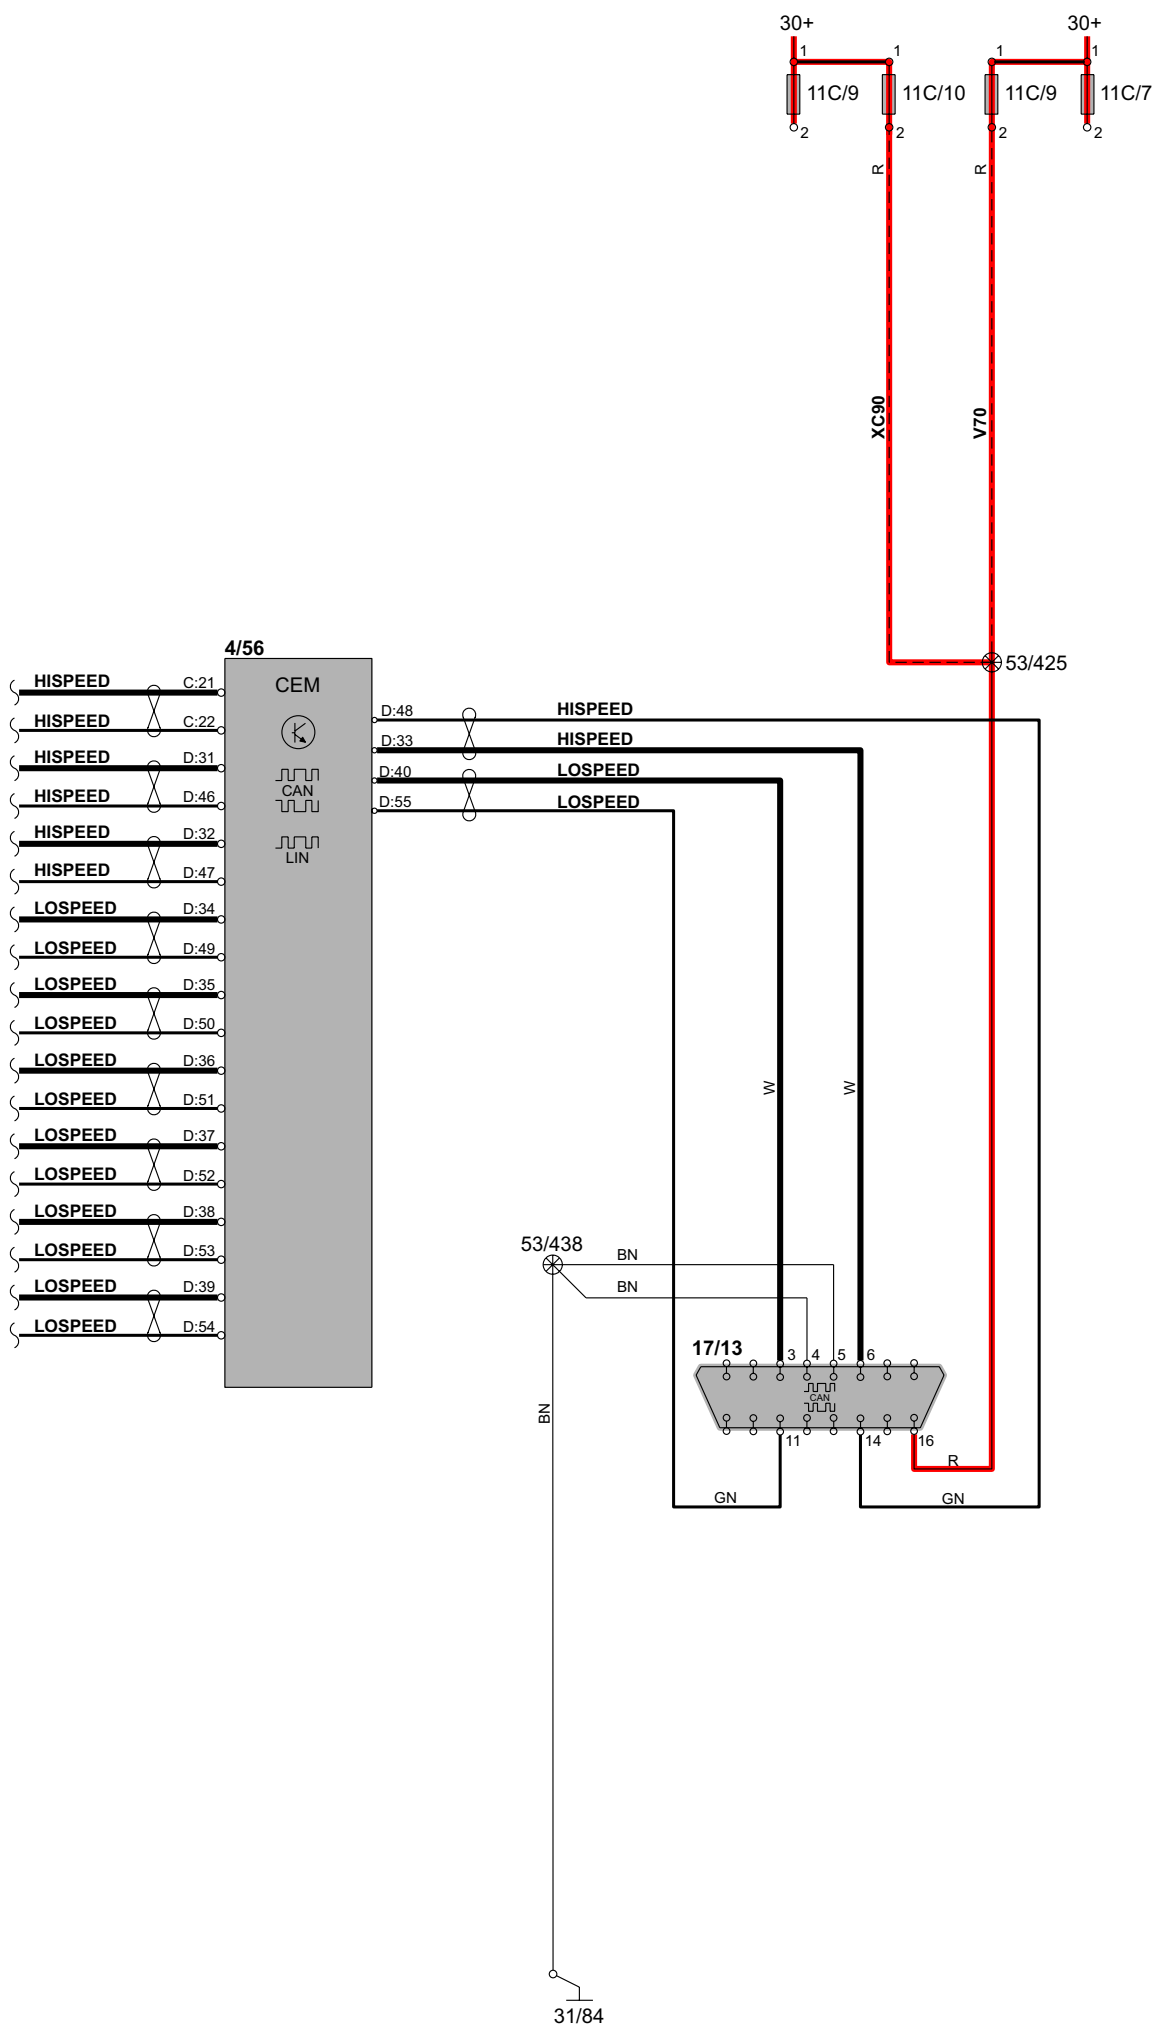 30+ 30+
1 1 1 1
11C/9 11C/10 11C/9 11C/7
2 2 2 2
R R
XC90 V70
53/425
4/56
CEM
CAN
LIN
HISPEED C:21
HISPEED C:22
HISPEED D:31
HISPEED D:46
HISPEED D:32
HISPEED D:47
LOSPEED D:34
LOSPEED D:49
LOSPEED D:35
LOSPEED D:50
LOSPEED D:36
LOSPEED D:51
LOSPEED D:37
LOSPEED D:52
LOSPEED D:38
LOSPEED D:53
LOSPEED D:39
LOSPEED D:54
D:48 HISPEED
D:33 HISPEED
D:40 LOSPEED
D:55 LOSPEED
W W
53/438
BN
BN
BN
17/13
3 4 5 6
CAN
11 14 16
R
GN GN
31/84